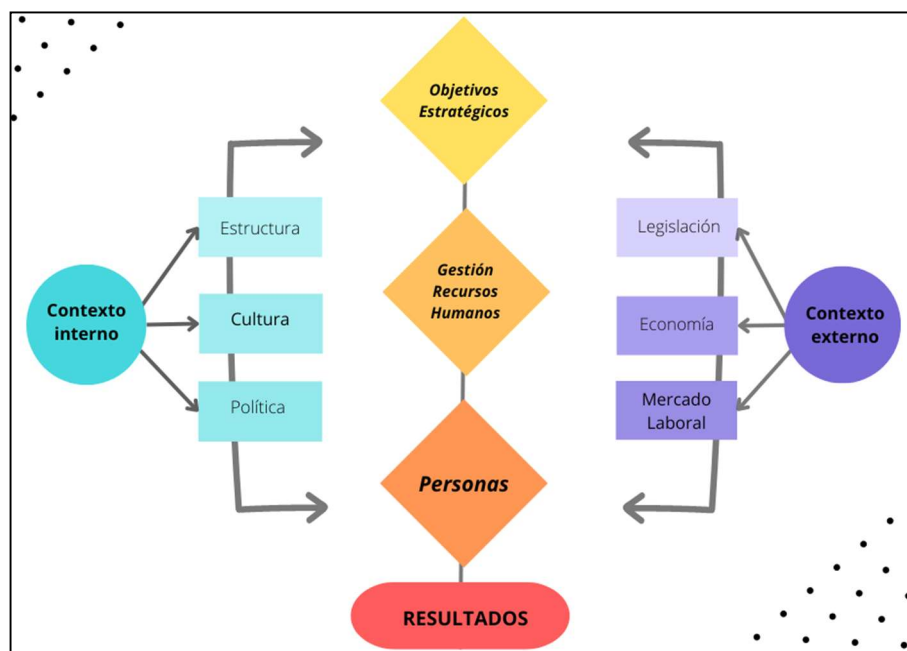 Objetivos
Estratégicos
Estructura
Legislación
Gestión
Recursos
Humanos
Contexto
interno
Cultura
Economía
Contexto
externo
Política
Mercado
Laboral
Personas
RESULTADOS